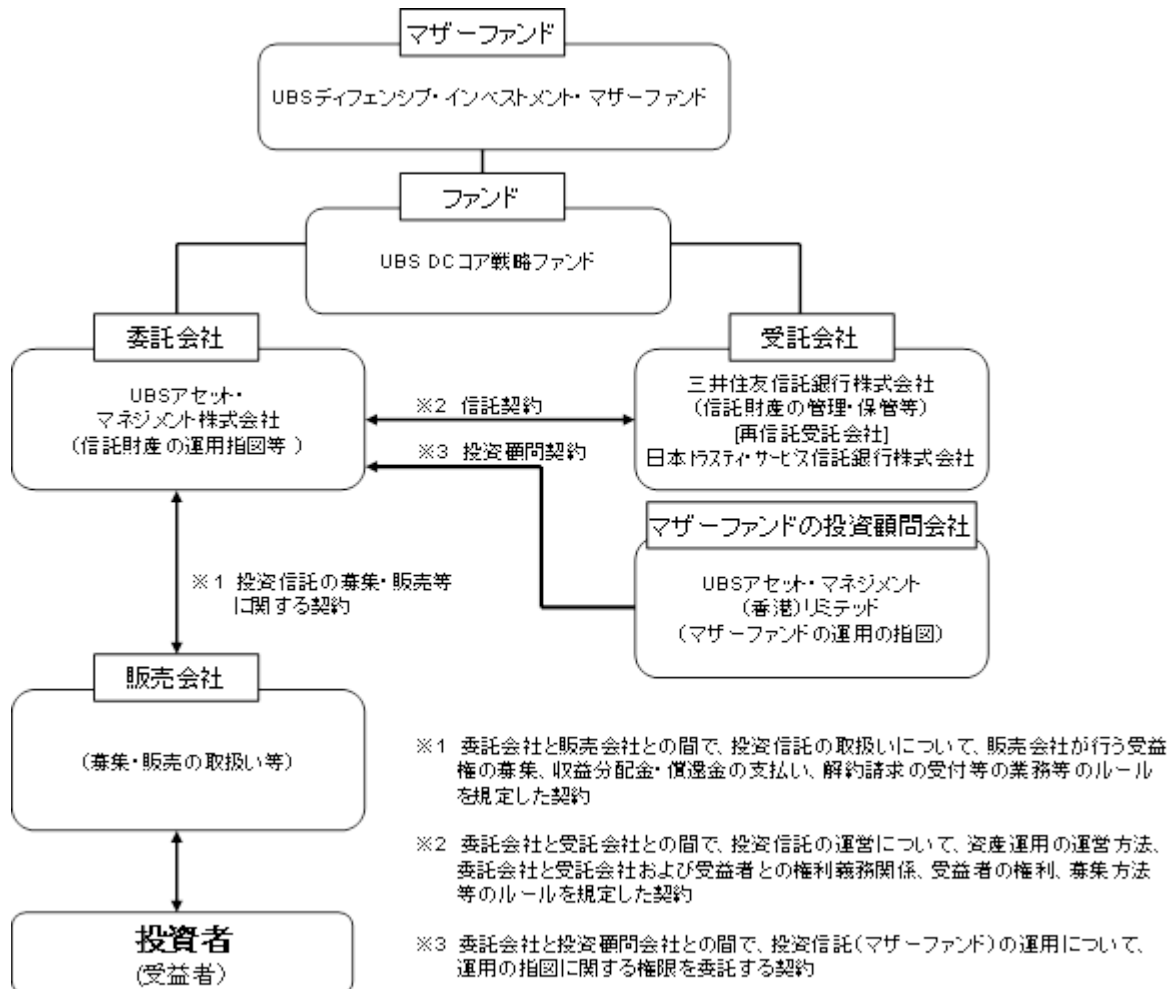 マザーファンド
UBSディフェンシブ・インベストメント・マザーファンド
ファンド
UBS DCコア戦略ファンド
委託会社
UBSアセット・
マネジメント株式会社
(信託財産の運用指図等)
受託会社
三井住友信託銀行株式会社
(信託財産の管理・保管等)
[再信託受託会社]
日本トラスティ・サービス信託銀行株式会社
※2 信託契約
※3 投資顧問契約
マザーファンドの投資顧問会社
UBSアセット・マネジメント
(香港)リミテッド
(マザーファンドの運用の指図)
※1 投資信託の募集・販売等
に関する契約
販売会社
(募集・販売の取扱い等)
投資者
(受益者)
※1 委託会社と販売会社との間で、投資信託の取扱いについて、販売会社が行う受益
権の募集、収益分配金・償還金の支払い、解約請求の受付等の業務等のルール
を規定した契約
※2 委託会社と受託会社との間で、投資信託の運営について、資産運用の運営方法、
委託会社と受託会社および受益者との権利義務関係、受益者の権利、募集方法
等のルールを規定した契約
※3 委託会社と投資顧問会社との間で、投資信託(マザーファンド)の運用について、
運用の指図に関する権限を委託する契約